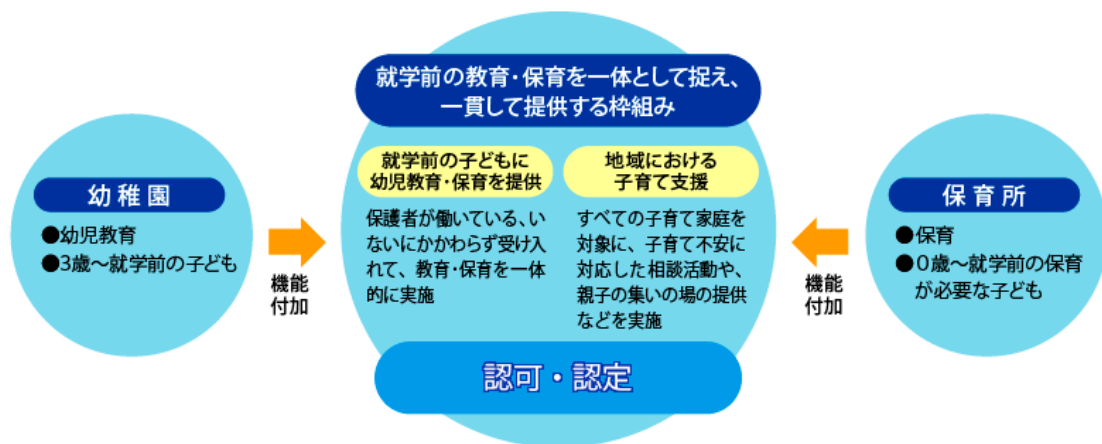 就学前の教育・保育を一体として捉え、
一貫して提供する枠組み
就学前の子どもに
幼児教育・保育を提供
保護者が働いている、い
ないにかかわらず受け入
れて、教育・保育を一体
的に実施
地域における
子育て支援
すべての子育て家庭を
対象に、子育て不安に
対応した相談活動や、
親子の集いの場の提供
などを実施
認可・認定
幼稚園
●幼児教育
●3歳～就学前の子ども
機能
付加
保育所
●保育
●0歳～就学前の保育
が必要な子ども
機能
付加